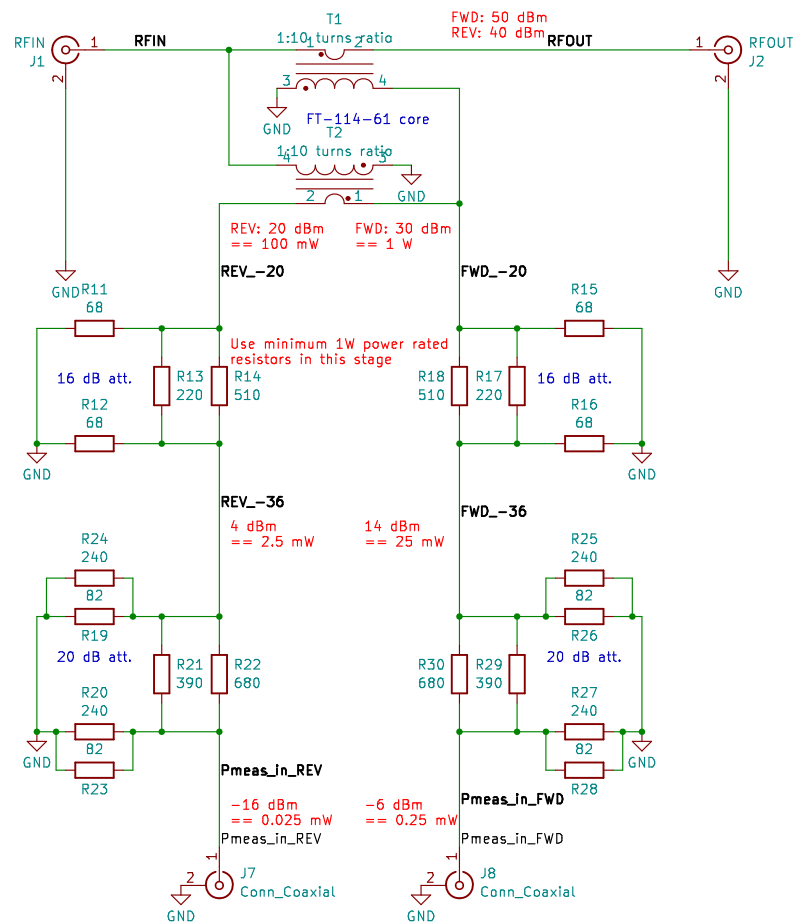 T1
FWD: 50 dBm
REV: 40 dBm
RFIN
J1
1
2
RFIN
1:10 turns ratio
1
2
RFOUT
1
2
RFOUT
J2
3
4
GND
FT-114-61 core
T2
1:10 turns ratio
4
3
GND
2
1
REV: 20 dBm
== 100 mW
FWD: 30 dBm
== 1 W
REV_-20
FWD_-20
GND
GND
R11
68
R15
68
Use minimum 1W power rated
resistors in this stage
16 dB att.
R13
220
R14
510
R18
510
R17
220
16 dB att.
R12
68
R16
68
GND
GND
REV_-36
4 dBm
== 2.5 mW
FWD_-36
14 dBm
== 25 mW
R24
240
82
R19
R25
240
82
R26
20 dB att.
R21
390
R22
680
R30
680
R29
390
20 dB att.
R20
240
82
R23
R27
240
82
R28
GND
GND
Pmeas_in_REV
-16 dBm
== 0.025 mW
Pmeas_in_REV
Pmeas_in_FWD
-6 dBm
== 0.25 mW
Pmeas_in_FWD
1
2
J7
Conn_Coaxial
GND
1
2
J8
Conn_Coaxial
GND